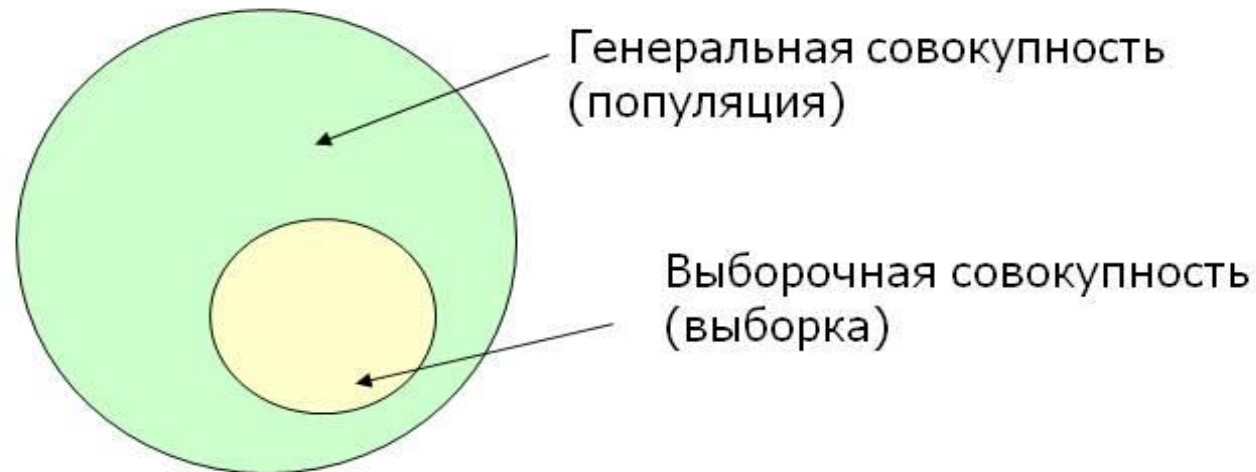 Генеральная совокупность
(популяция)
Выборочная совокупность
(выборка)